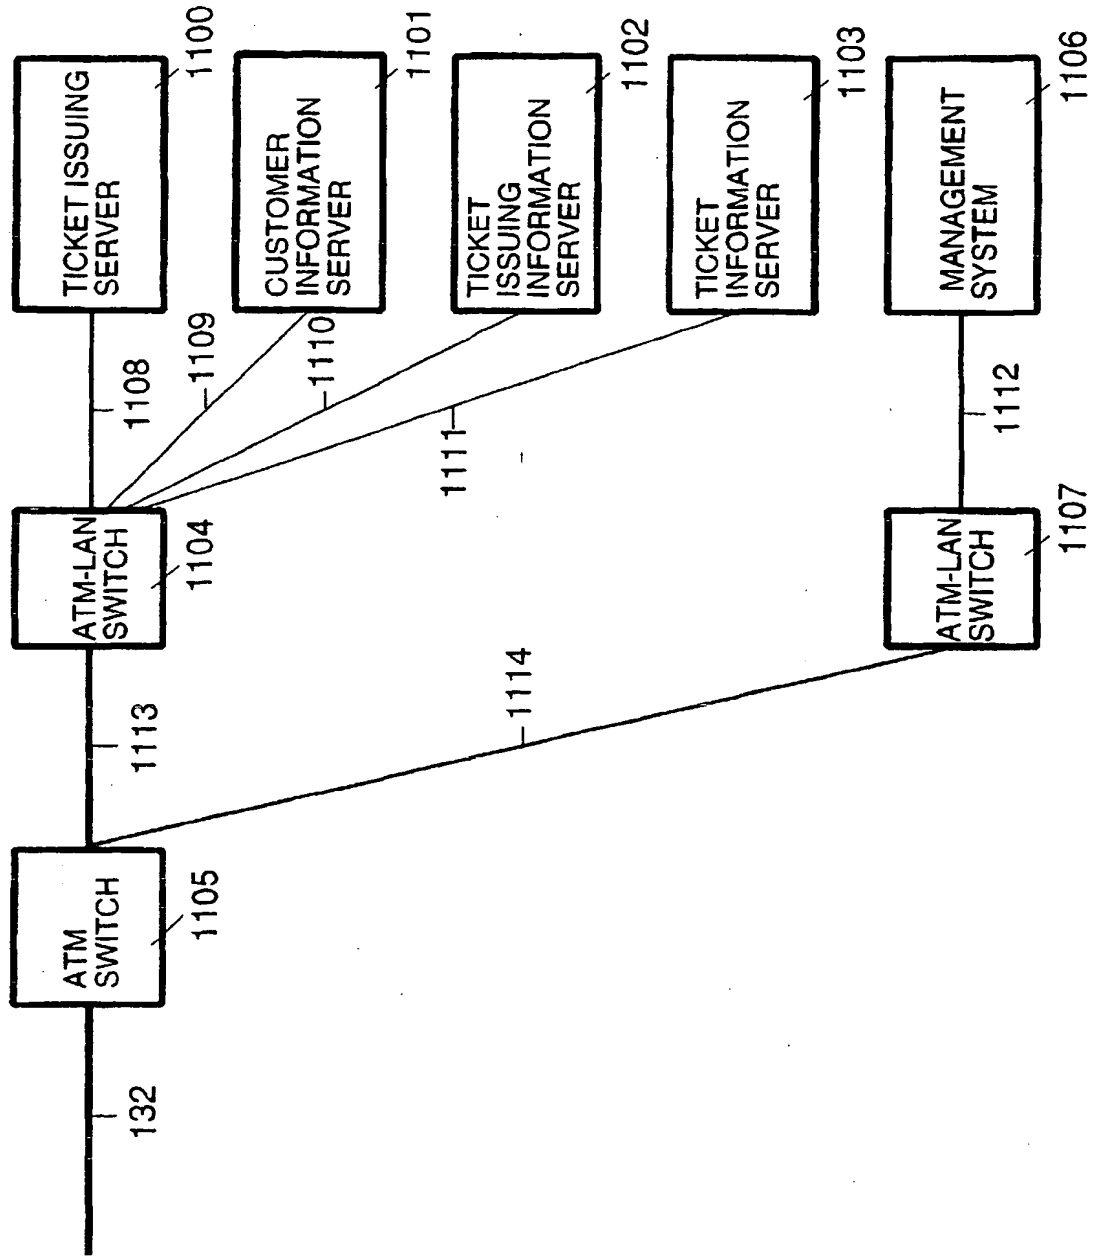 TICKET ISSUING
SERVER
1100
CUSTOMER
INFORMATION
SERVER
1101
TICKET
ISSUING
INFORMATION
SERVER
1102
TICKET
INFORMATION
SERVER
1103
MANAGEMENT
SYSTEM
1106
1108
1109
1110
1111
1112
ATM-LAN
SWITCH
1104
ATM-LAN
SWITCH
1107
1113
1114
ATM
SWITCH
1105
132